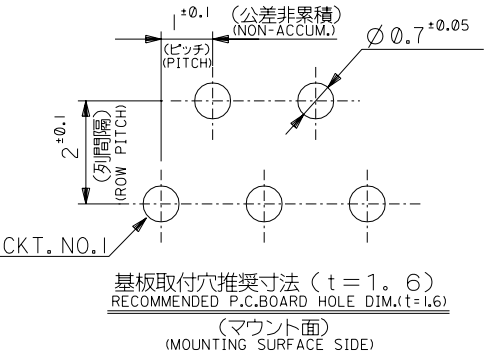 1 ±0.1
(公差非累積)
(NON-ACCUM.)
Ø 0.7 ±0.05
(ピッチ)
(PITCH)
2 ±0.1
(列間隔)
(ROW PITCH)
CKT. NO.1
基板取付穴推奨寸法 (t=1.6)
RECOMMENDED P.C.BOARD HOLE DIM.(t=1.6)
(マウント面)
(MOUNTING SURFACE SIDE)